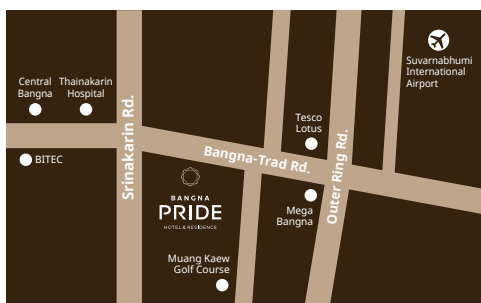 Suvarnabhumi
International
Airport
Central
Bangna
Thainakarin
Hospital
Srinakarin Rd.
Tesco
Lotus
Outer Ring Rd.
Bangna-Trad Rd.
BITEC
BANGNA
PRIDE
HOTEL & RESIDENCE
Mega
Bangna
Muang Kaew
Golf Course